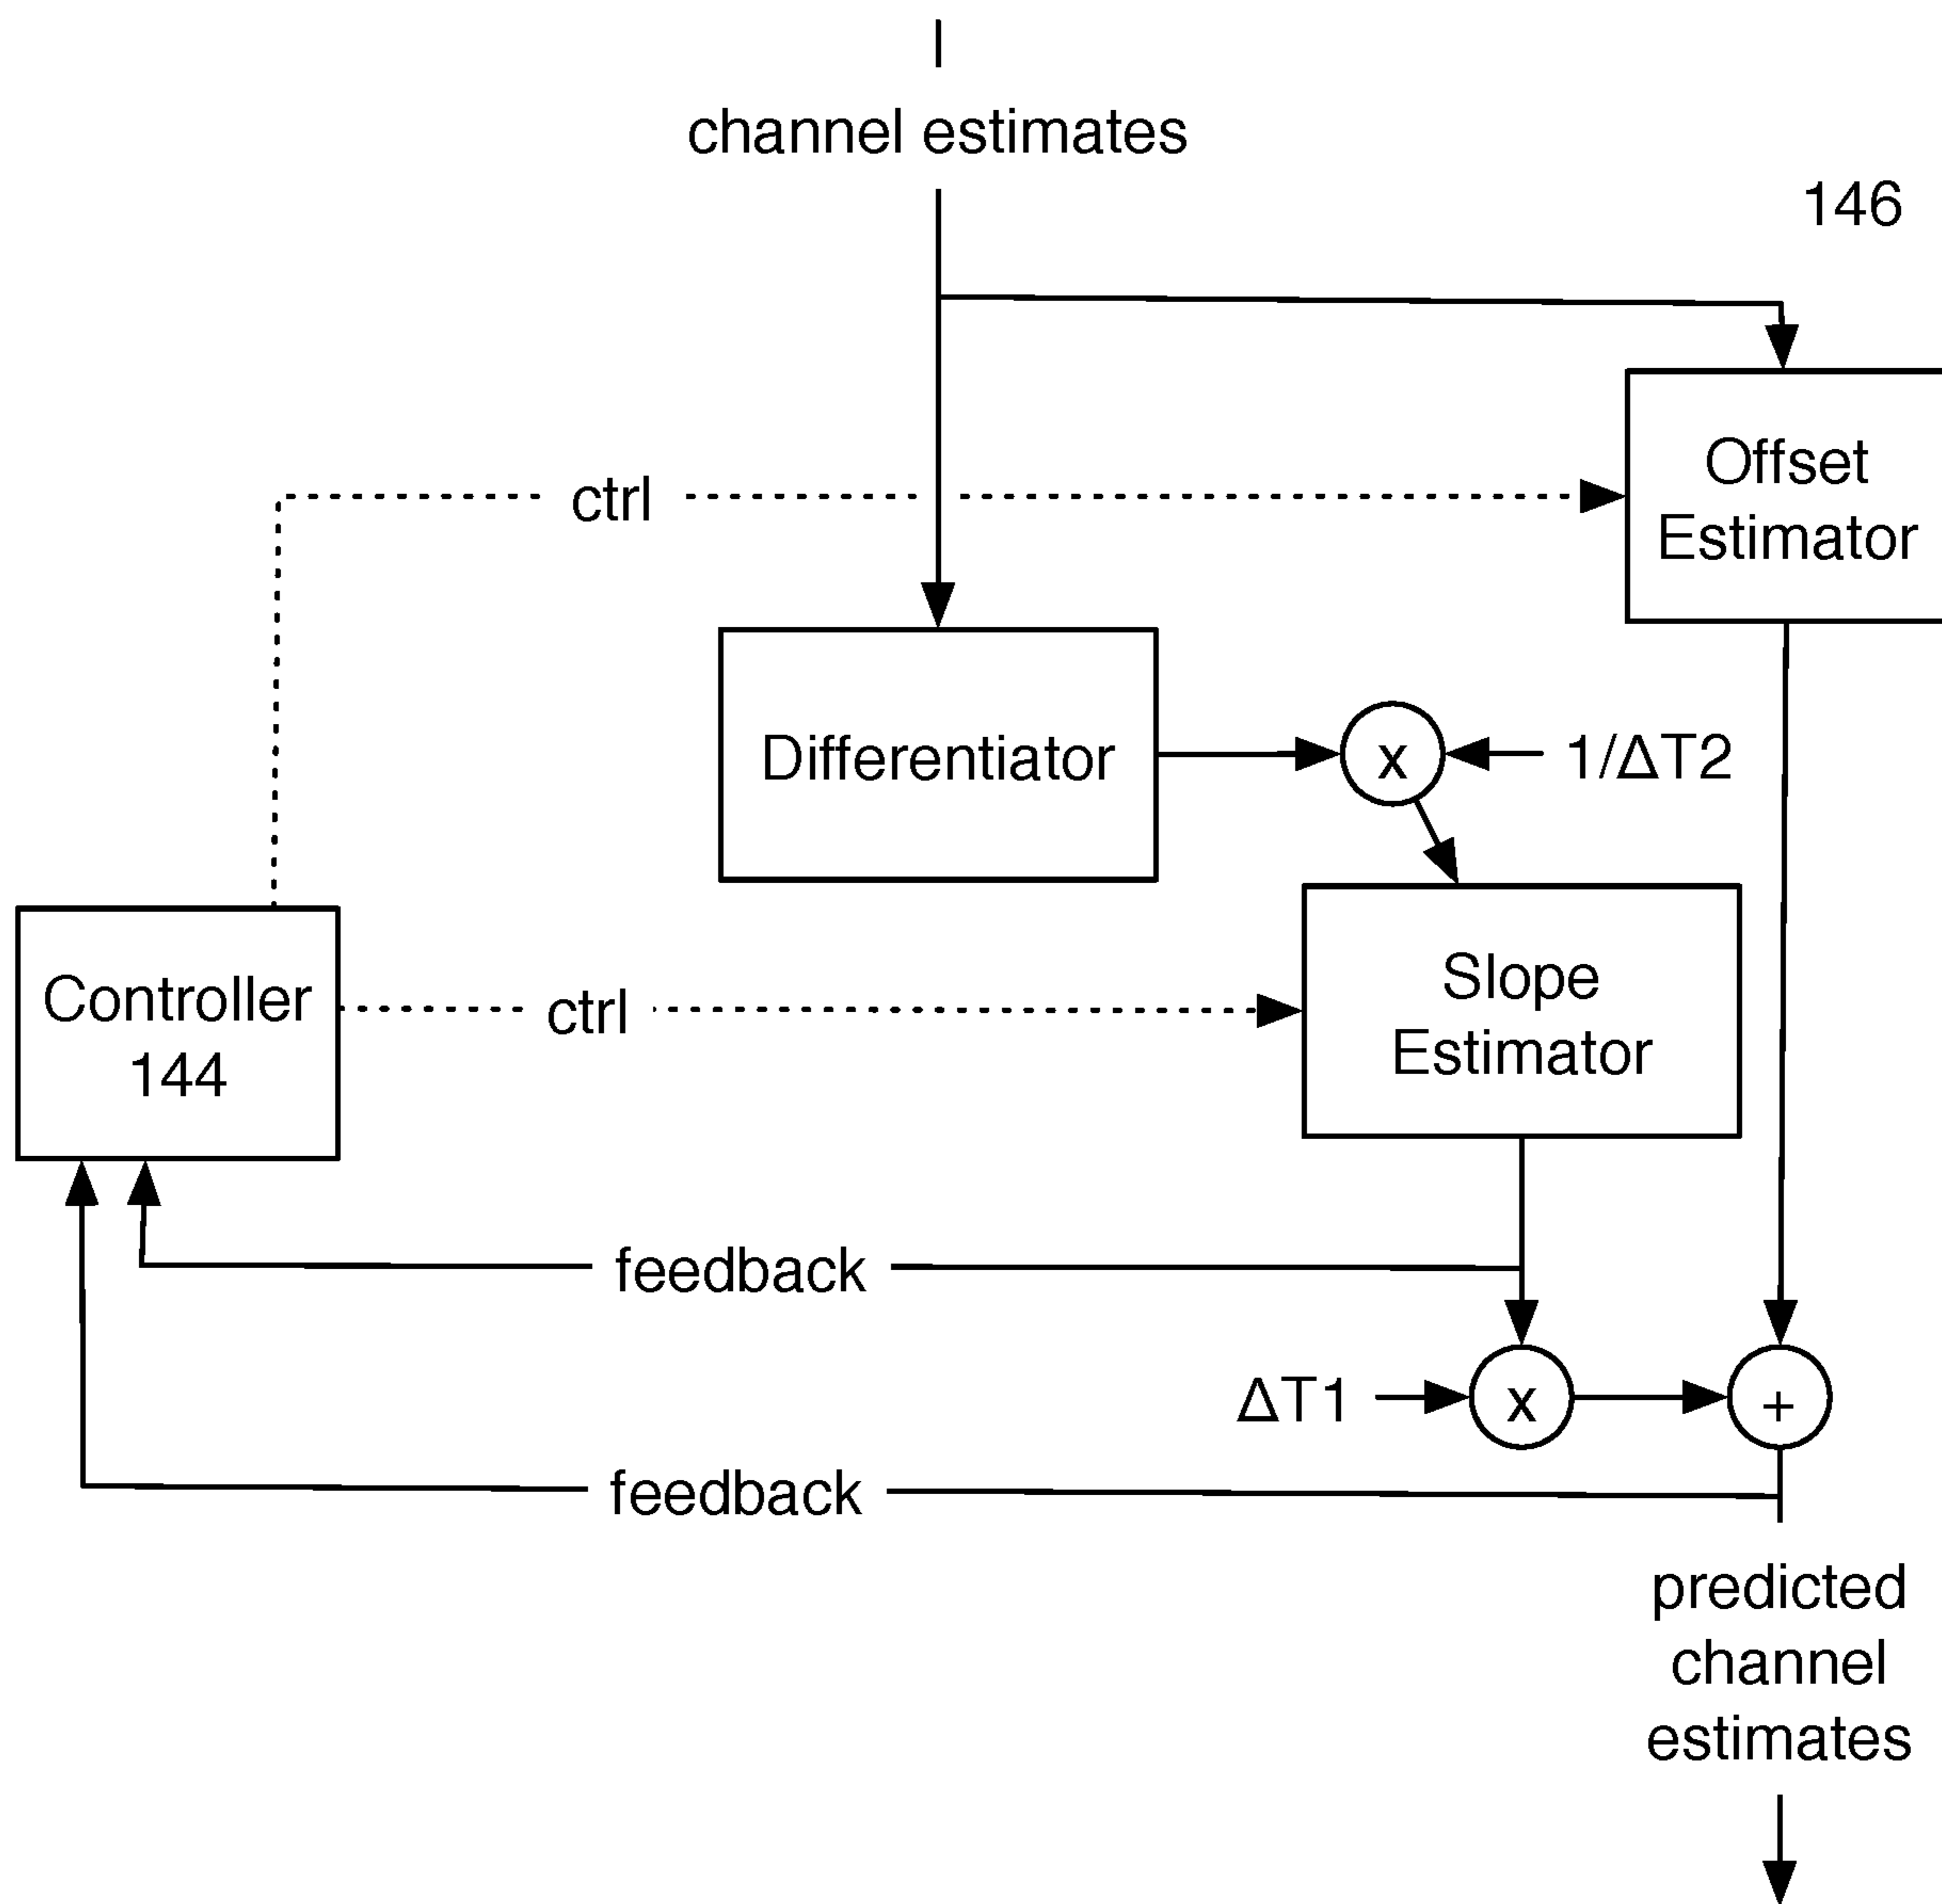 channel estimates
146
Offset
Estimator
ctrl
Differentiator
x
1/ΔT2
Slope
Estimator
Controller
144
ctrl
feedback
ΔT1
x
+
feedback
predicted
channel
estimates